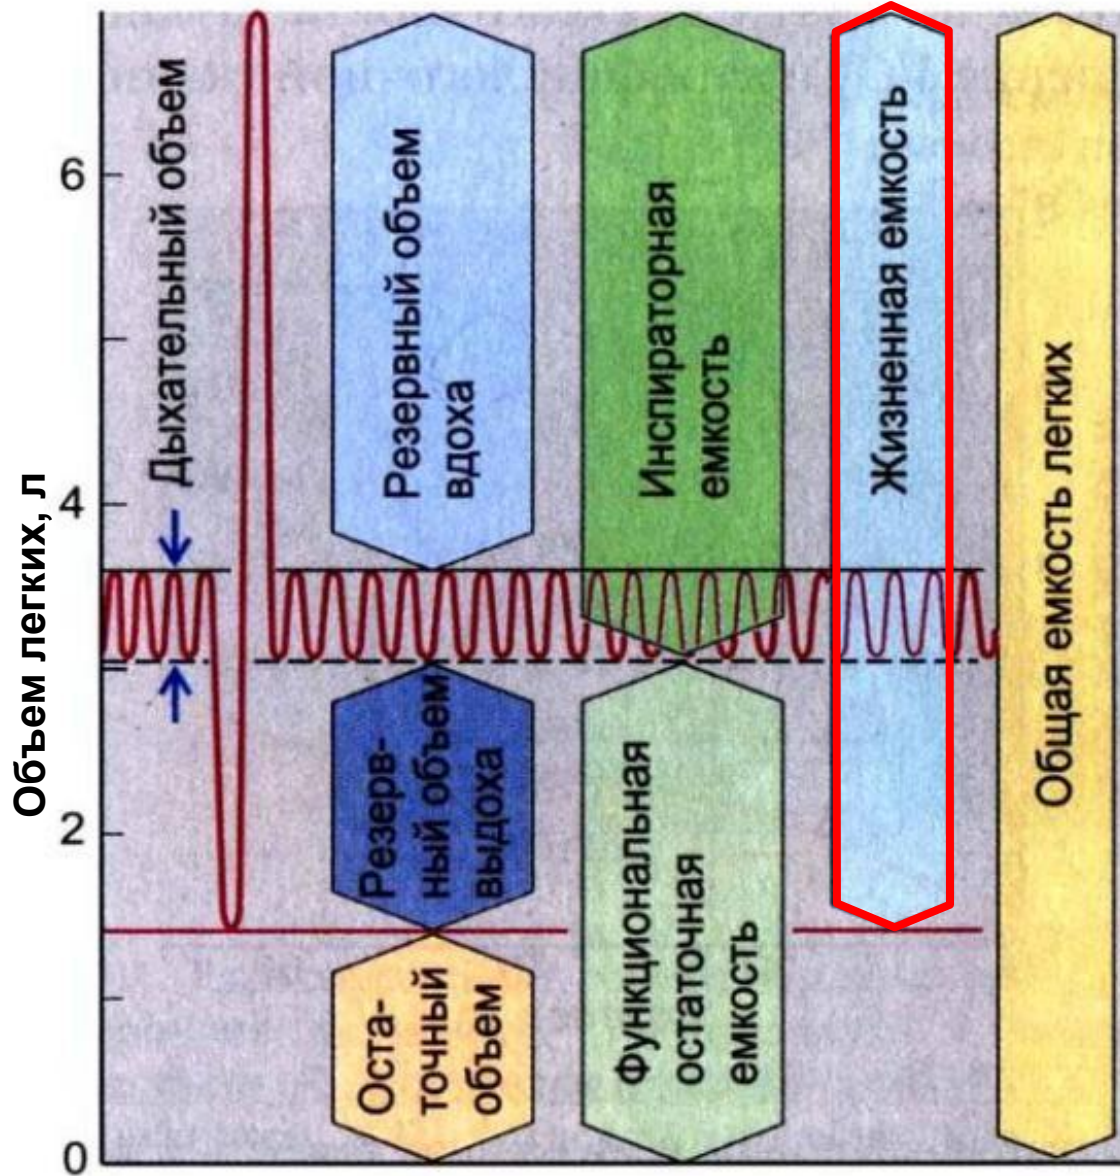 Объем легких, л
6
4
2
0
Дыхательный объем
Резервный объем
вдоха
Резерв-
ный объем
выдоха
Оста-
точный
объем
Инспираторная
емкость
Функциональная
остаточная
емкость
Жизненная емкость
Общая емкость легких